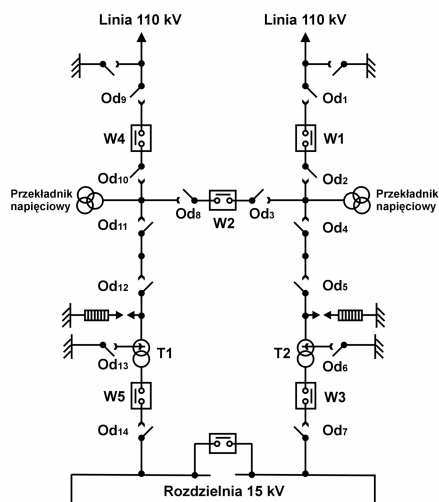 Linia 110 kV
Linia 110 kV
Od9
Od1
W4
W1
Od10
Od2
Przekładnik
napięciowy
Przekładnik
napięciowy
Od8
W2
Od3
Od11
Od4
Od12
Od5
T1
T2
Od13
Od6
W5
W3
Od14
Od7
Rozdzielnia 15 kV